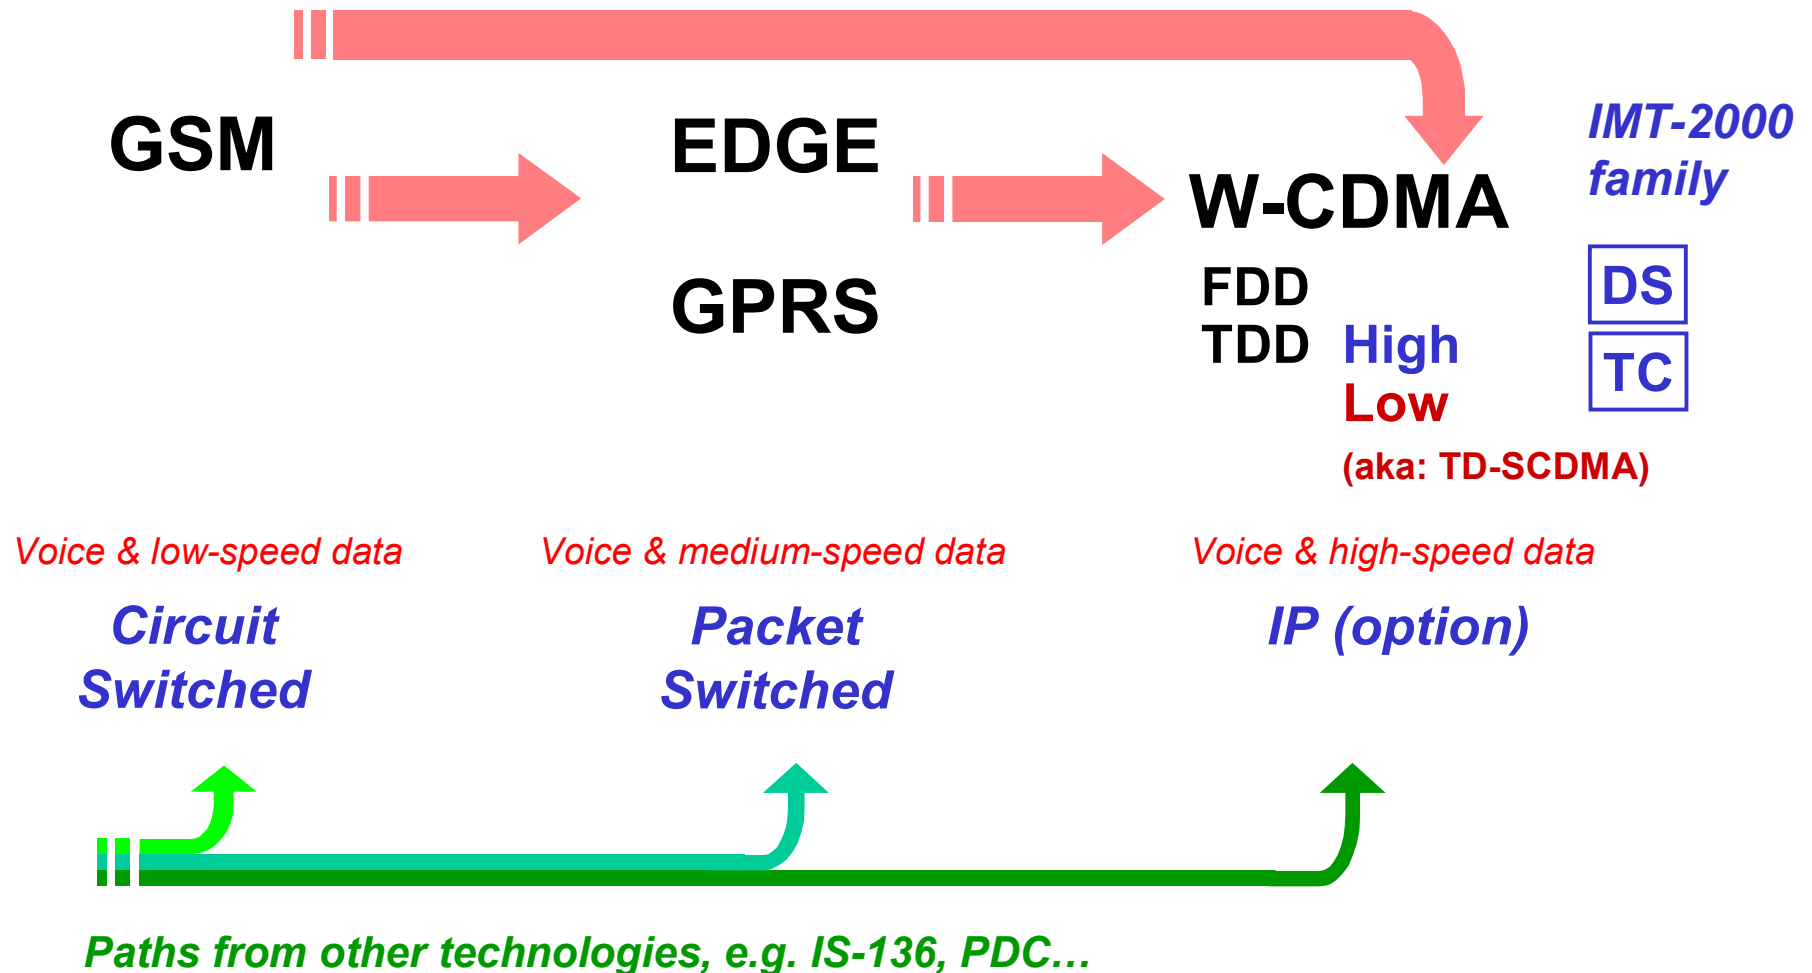 GSM
EDGE
GPRS
W-CDMA
FDD
TDD High
Low
(aka: TD-SCDMA)
IMT-2000
family
DS
TC
Voice & low-speed data
Voice & medium-speed data
Voice & high-speed data
Circuit
Switched
Packet
Switched
IP (option)
Paths from other technologies, e.g. IS-136, PDC…